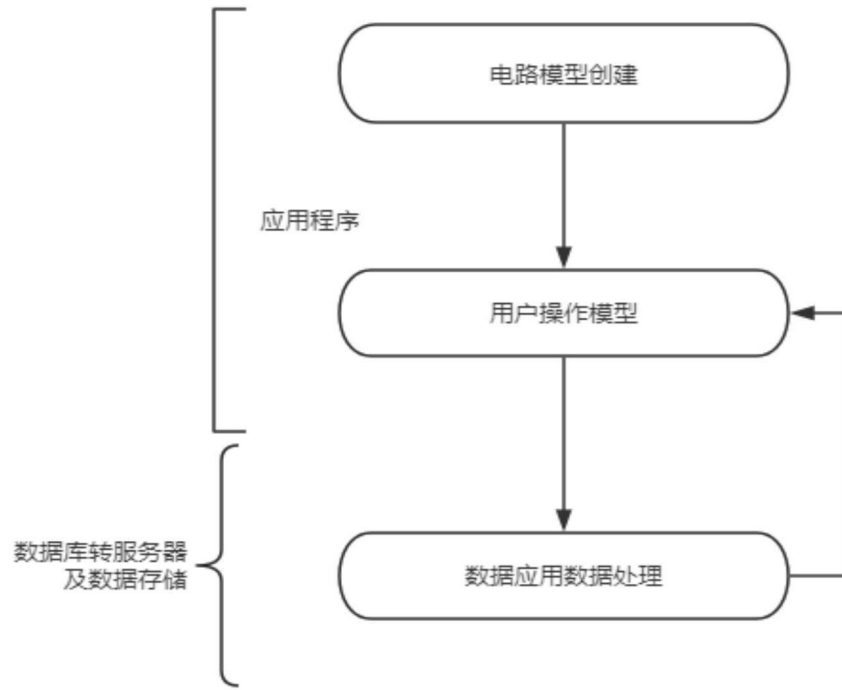 电路模型创建
应用程序
用户操作模型
数据库转服务器
及数据存储
数据应用数据处理